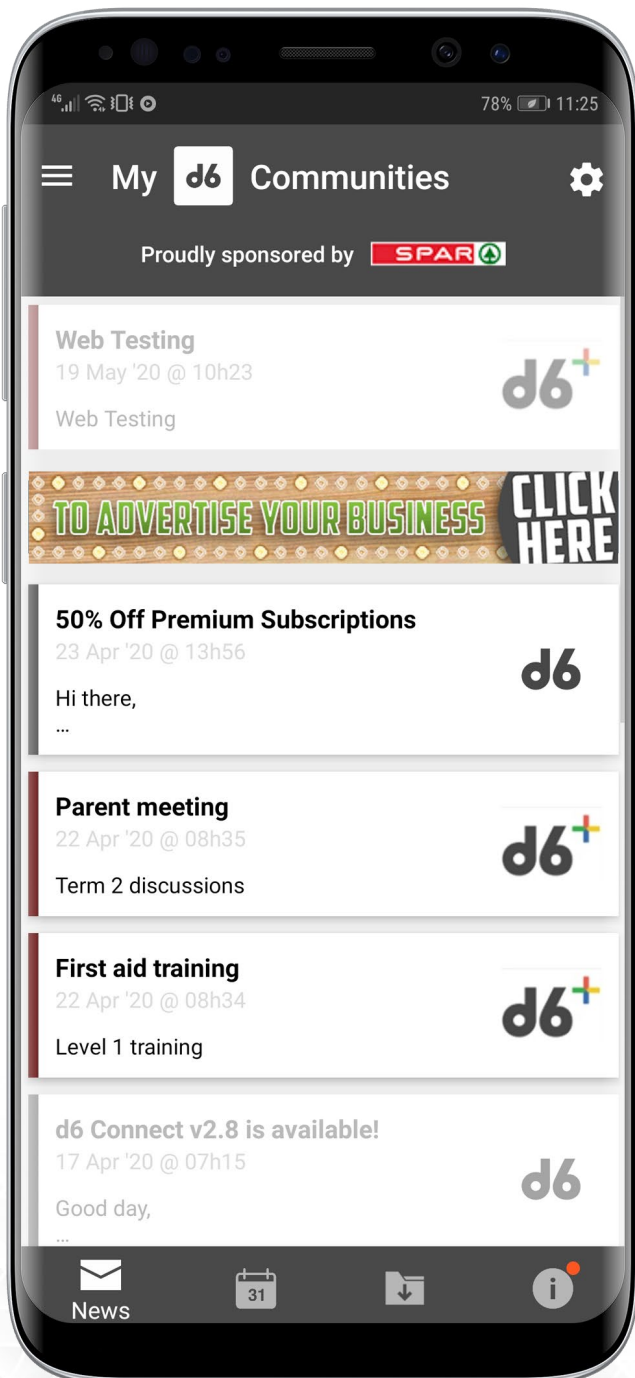 46
78% 11:25
My d6 Communities
Proudly sponsored by SPAR
Web Testing
19 May '20 @ 10h23
Web Testing
d6+
TO ADVERTISE YOUR BUSINESS
CLICK
HERE
50% Off Premium Subscriptions
23 Apr '20 @ 13h56
Hi there,
...
d6
Parent meeting
22 Apr '20 @ 08h35
Term 2 discussions
d6+
First aid training
22 Apr '20 @ 08h34
Level 1 training
d6+
d6 Connect v2.8 is available!
17 Apr '20 @ 07h15
Good day,
...
d6
News
31
i